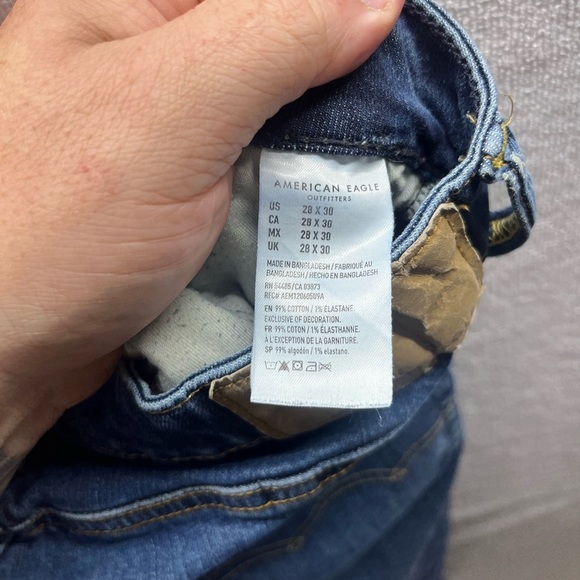 AMERICAN EAGLE
OUTFITTERS
US 28 X 30
CA 28 X 30
MX 28 X 30
UK 28 X 30
MADE IN BANGLADESH / FABRIQUÉ AU
BANGLADESH / HECHO EN BANGLADESH
RN 54485/CA 03873
REC# AEM120605U9A
EN: 99% COTTON / 1% ELASTANE.
EXCLUSIVE OF DECORATION.
FR: 99% COTON / 1% ÉLASTHANNE.
À L'EXCEPTION DE LA GARNITURE.
SP: 99% algodón / 1% elastano.